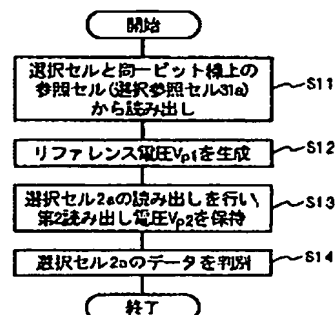 開始
選択セルと同一ビット線上の
参照セル(選択参照セル31a)
から読み出し
S11
リファレンス電圧Vp1を生成
S12
選択セル2aの読み出しを行い、
第2読み出し電圧Vp2を保持
S13
選択セル2aのデータを判別
S14
終了